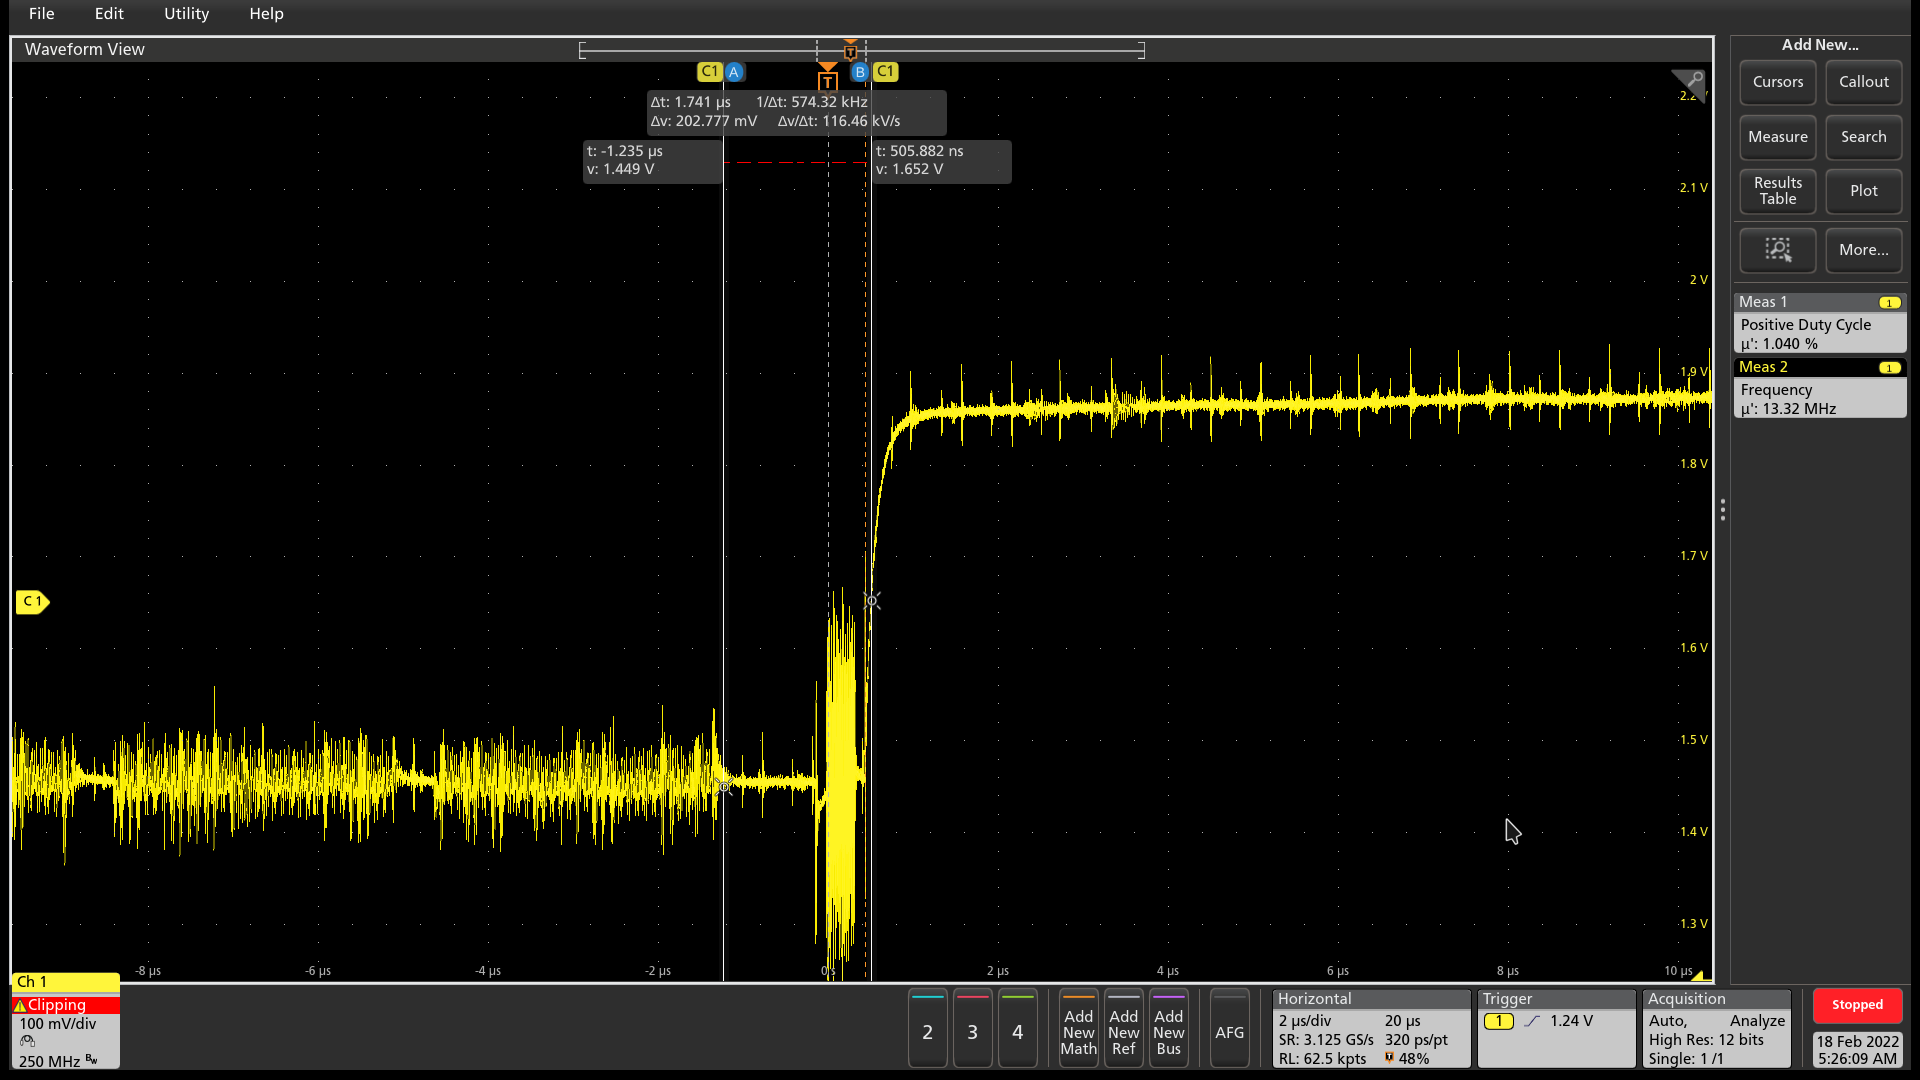 File Edit Utility Help
Waveform View
Add New...
T
C1 A T B C1
Cursors Callout
Δt: 1.741 µs 1/Δt: 574.32 kHz
Δv: 202.777 mV Δv/Δt: 116.46 kV/s
t: -1.235 µs
v: 1.449 V
t: 505.882 ns
v: 1.652 V
Measure Search
Results
Table
Plot
More...
2.1 V
2 V
1.9 V
1.8 V
1.7 V
1.6 V
1.5 V
1.4 V
1.3 V
Meas 1 1
Positive Duty Cycle
µ': 1.040 %
Meas 2 1
Frequency
µ': 13.32 MHz
C 1
-8 µs -6 µs -4 µs -2 µs 2 µs 4 µs 6 µs 8 µs 10 µs
Ch 1
Clipping
100 mV/div
250 MHz Bw
2 3 4
Add
New
Math
Add
New
Ref
Add
New
Bus
AFG
Horizontal
2 µs/div 20 µs
SR: 3.125 GS/s 320 ps/pt
RL: 62.5 kpts 48%
Trigger
1 1.24 V
Acquisition
Auto, Analyze
High Res: 12 bits
Single: 1 /1
Stopped
18 Feb 2022
5:26:09 AM